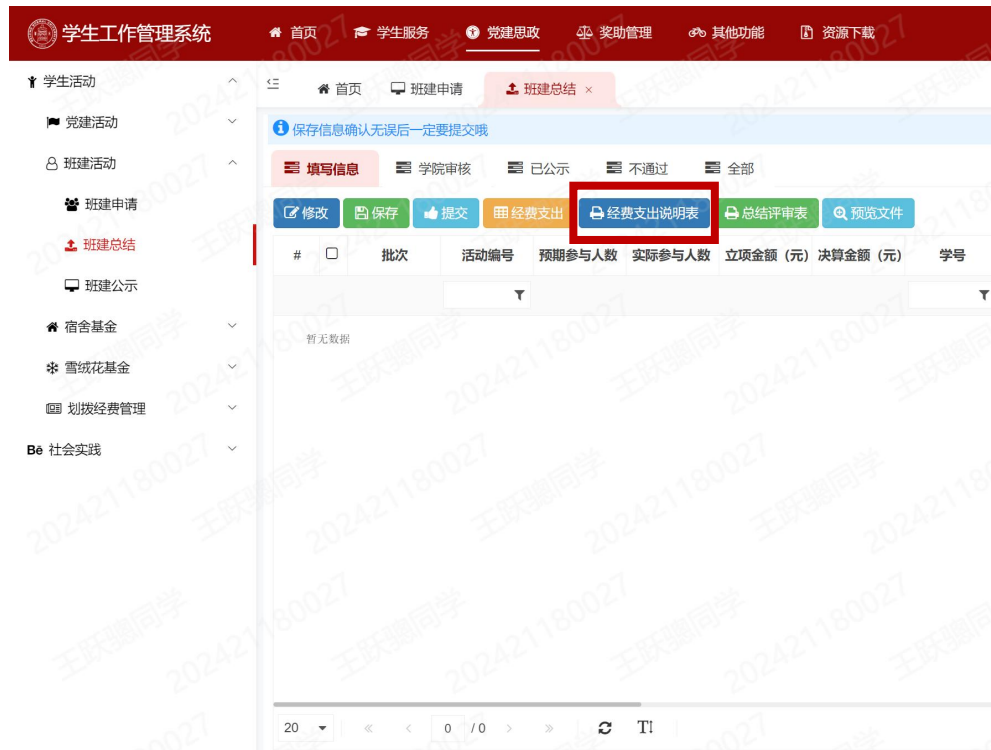 学生工作管理系统 首页 学生服务 党建思政 奖助管理 其他功能 资源下载
学生活动
党建活动
班建活动
班建申请
班建总结
班建公示
宿舍基金
雪绒花基金
划拨经费管理
Bē 社会实践
首页 班建申请 班建总结 ×
保存信息确认无误后一定要提交哦
填写信息 学院审核 已公示 不通过 全部
修改 保存 提交 经费支出 经费支出说明表 总结评审表 预览文件
# 批次 活动编号 预期参与人数 实际参与人数 立项金额（元） 决算金额（元） 学号
暂无数据
20 « < 0 / 0 > » T
王跃骢同学
202421180027